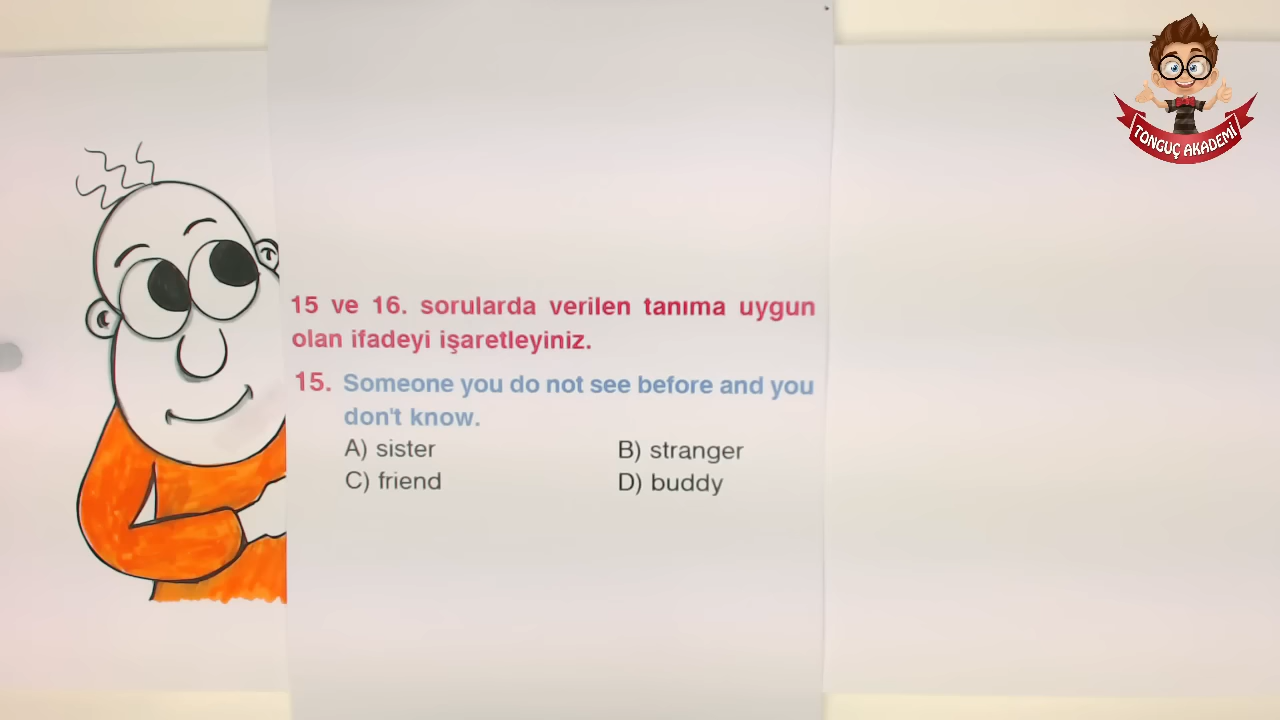 TONGUÇ AKADEMİ
15 ve 16. sorularda verilen tanıma uygun
olan ifadeyi işaretleyiniz.
15. Someone you do not see before and you
don't know.
A) sister
B) stranger
C) friend
D) buddy